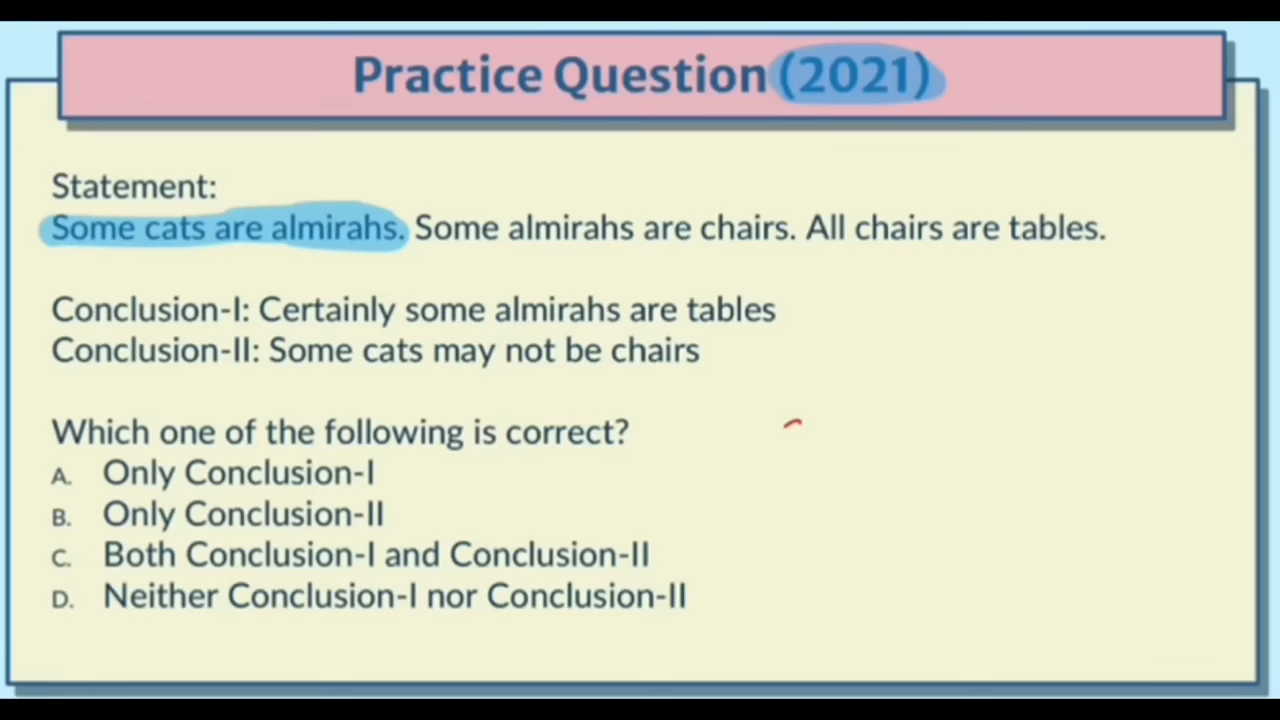 Practice Question (2021)
Statement:
Some cats are almirahs. Some almirahs are chairs. All chairs are tables.
Conclusion-I: Certainly some almirahs are tables
Conclusion-II: Some cats may not be chairs
Which one of the following is correct?
A. Only Conclusion-I
B. Only Conclusion-II
C. Both Conclusion-I and Conclusion-II
D. Neither Conclusion-I nor Conclusion-II